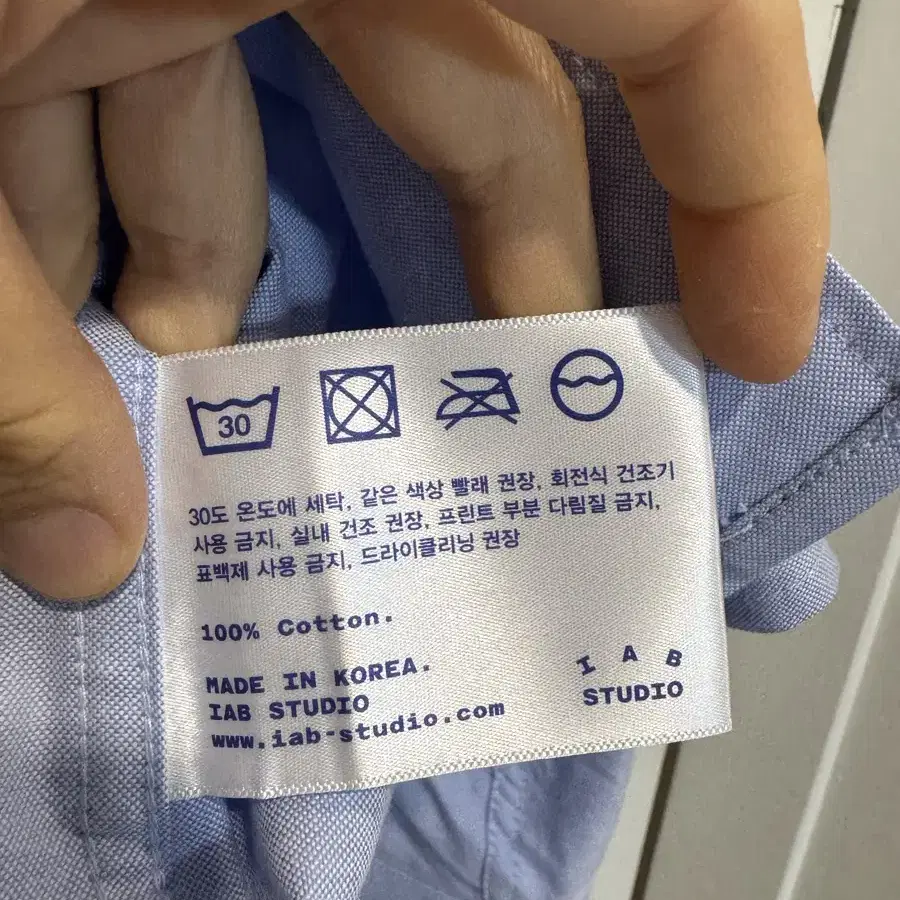 30
30도 온도에 세탁, 같은 색상 빨래 권장, 회전식 건조기
사용 금지, 실내 건조 권장, 프린트 부분 다림질 금지,
표백제 사용 금지, 드라이클리닝 권장
100% Cotton.
MADE IN KOREA.
IAB STUDIO
www.iab-studio.com
I A B
STUDIO